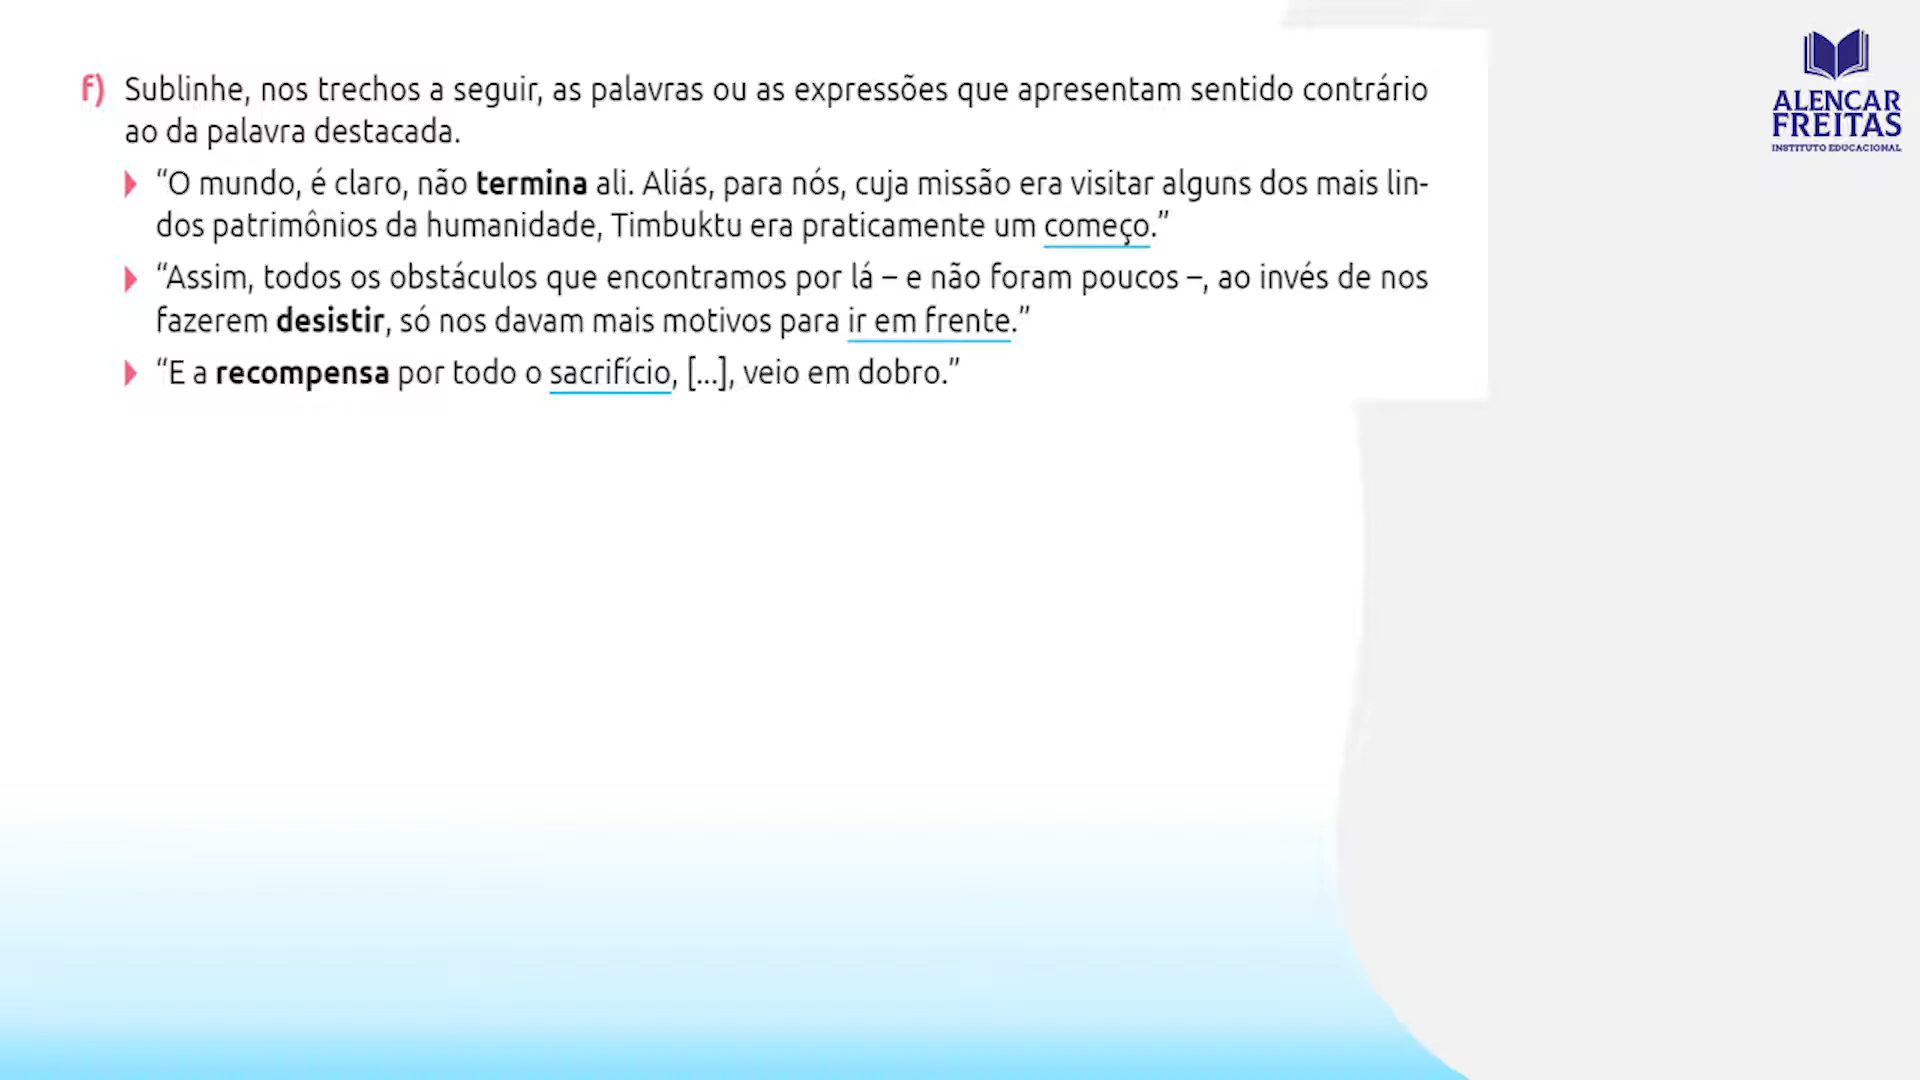 f) Sublinhe, nos trechos a seguir, as palavras ou as expressões que apresentam sentido contrário
ao da palavra destacada.
“O mundo, é claro, não termina ali. Aliás, para nós, cuja missão era visitar alguns dos mais lin-
dos patrimônios da humanidade, Timbuktu era praticamente um começo.”
“Assim, todos os obstáculos que encontramos por lá – e não foram poucos –, ao invés de nos
fazerem desistir, só nos davam mais motivos para ir em frente.”
“E a recompensa por todo o sacrifício, [...], veio em dobro.”
ALENCAR
FREITAS
INSTITUTO EDUCACIONAL